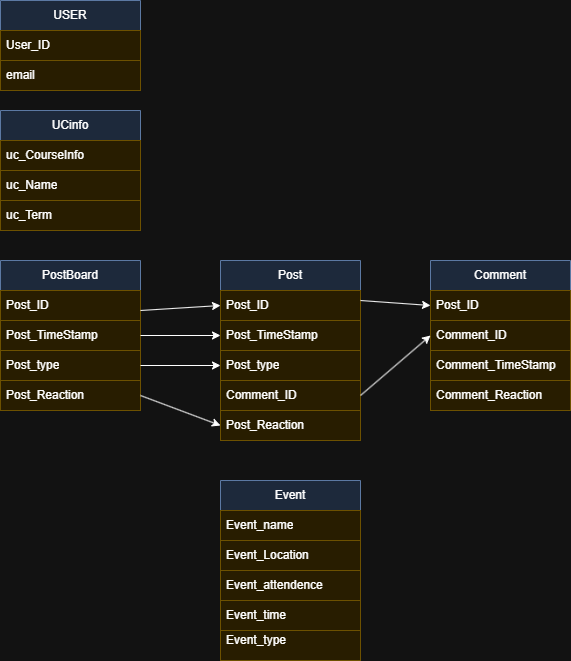 USER
User_ID
email
UCinfo
uc_CourseInfo
uc_Name
uc_Term
PostBoard
Post_ID
Post_TimeStamp
Post_type
Post_Reaction
Post
Post_ID
Post_TimeStamp
Post_type
Comment_ID
Post_Reaction
Comment
Post_ID
Comment_ID
Comment_TimeStamp
Comment_Reaction
Event
Event_name
Event_Location
Event_attendence
Event_time
Event_type